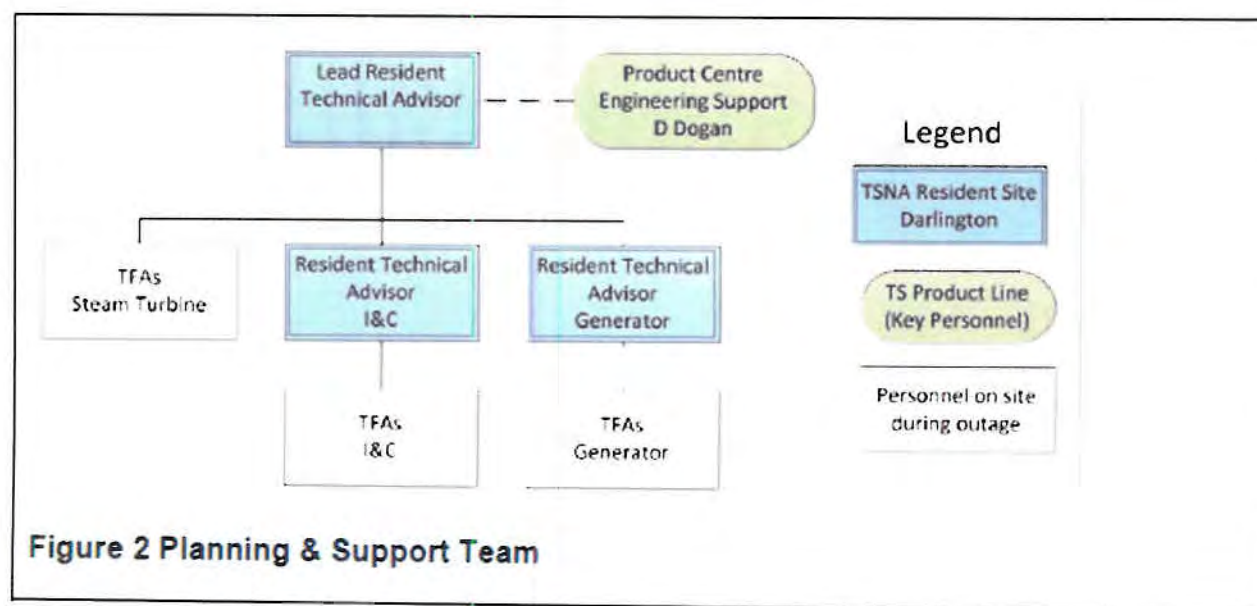 Lead Resident
Technical Advisor
Product Centre
Engineering Support
D Dogan
Legend
TSNA Resident Site
Darlington
TFAs
Steam Turbine
Resident Technical
Advisor
I&C
Resident Technical
Advisor
Generator
TS Product Line
(Key Personnel)
TFAs
I&C
TFAs
Generator
Personnel on site
during outage
Figure 2 Planning & Support Team